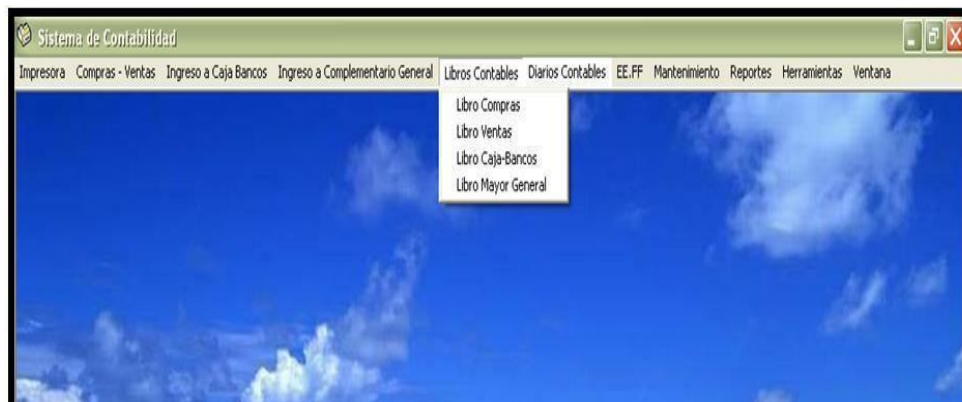 Sistema de Contabilidad
Impresora Compras - Ventas Ingreso a Caja Bancos Ingreso a Complementario General Libros Contables Diarios Contables EE.FF Mantenimiento Reportes Herramientas Ventana
Libro Compras
Libro Ventas
Libro Caja-Bancos
Libro Mayor General